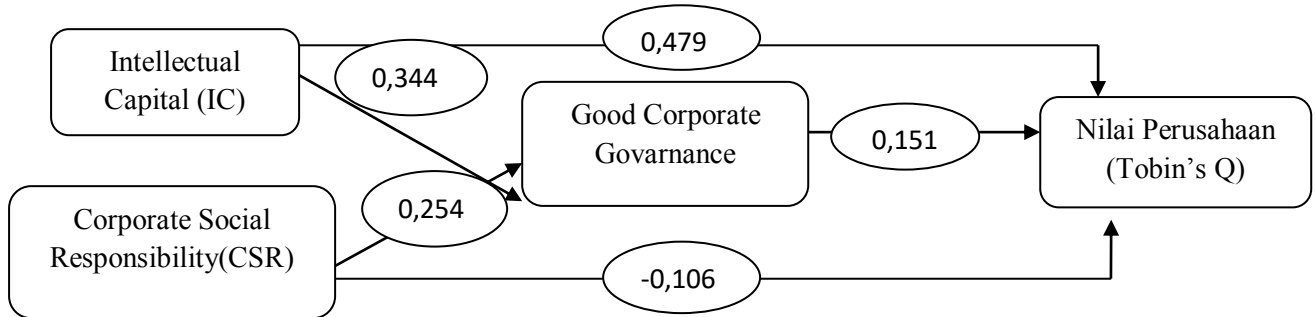 Intellectual
Capital (IC)
0,479
0,344
Good Corporate
Govarnance
0,151
Nilai Perusahaan
(Tobin's Q)
Corporate Social
Responsibility(CSR)
0,254
-0,106